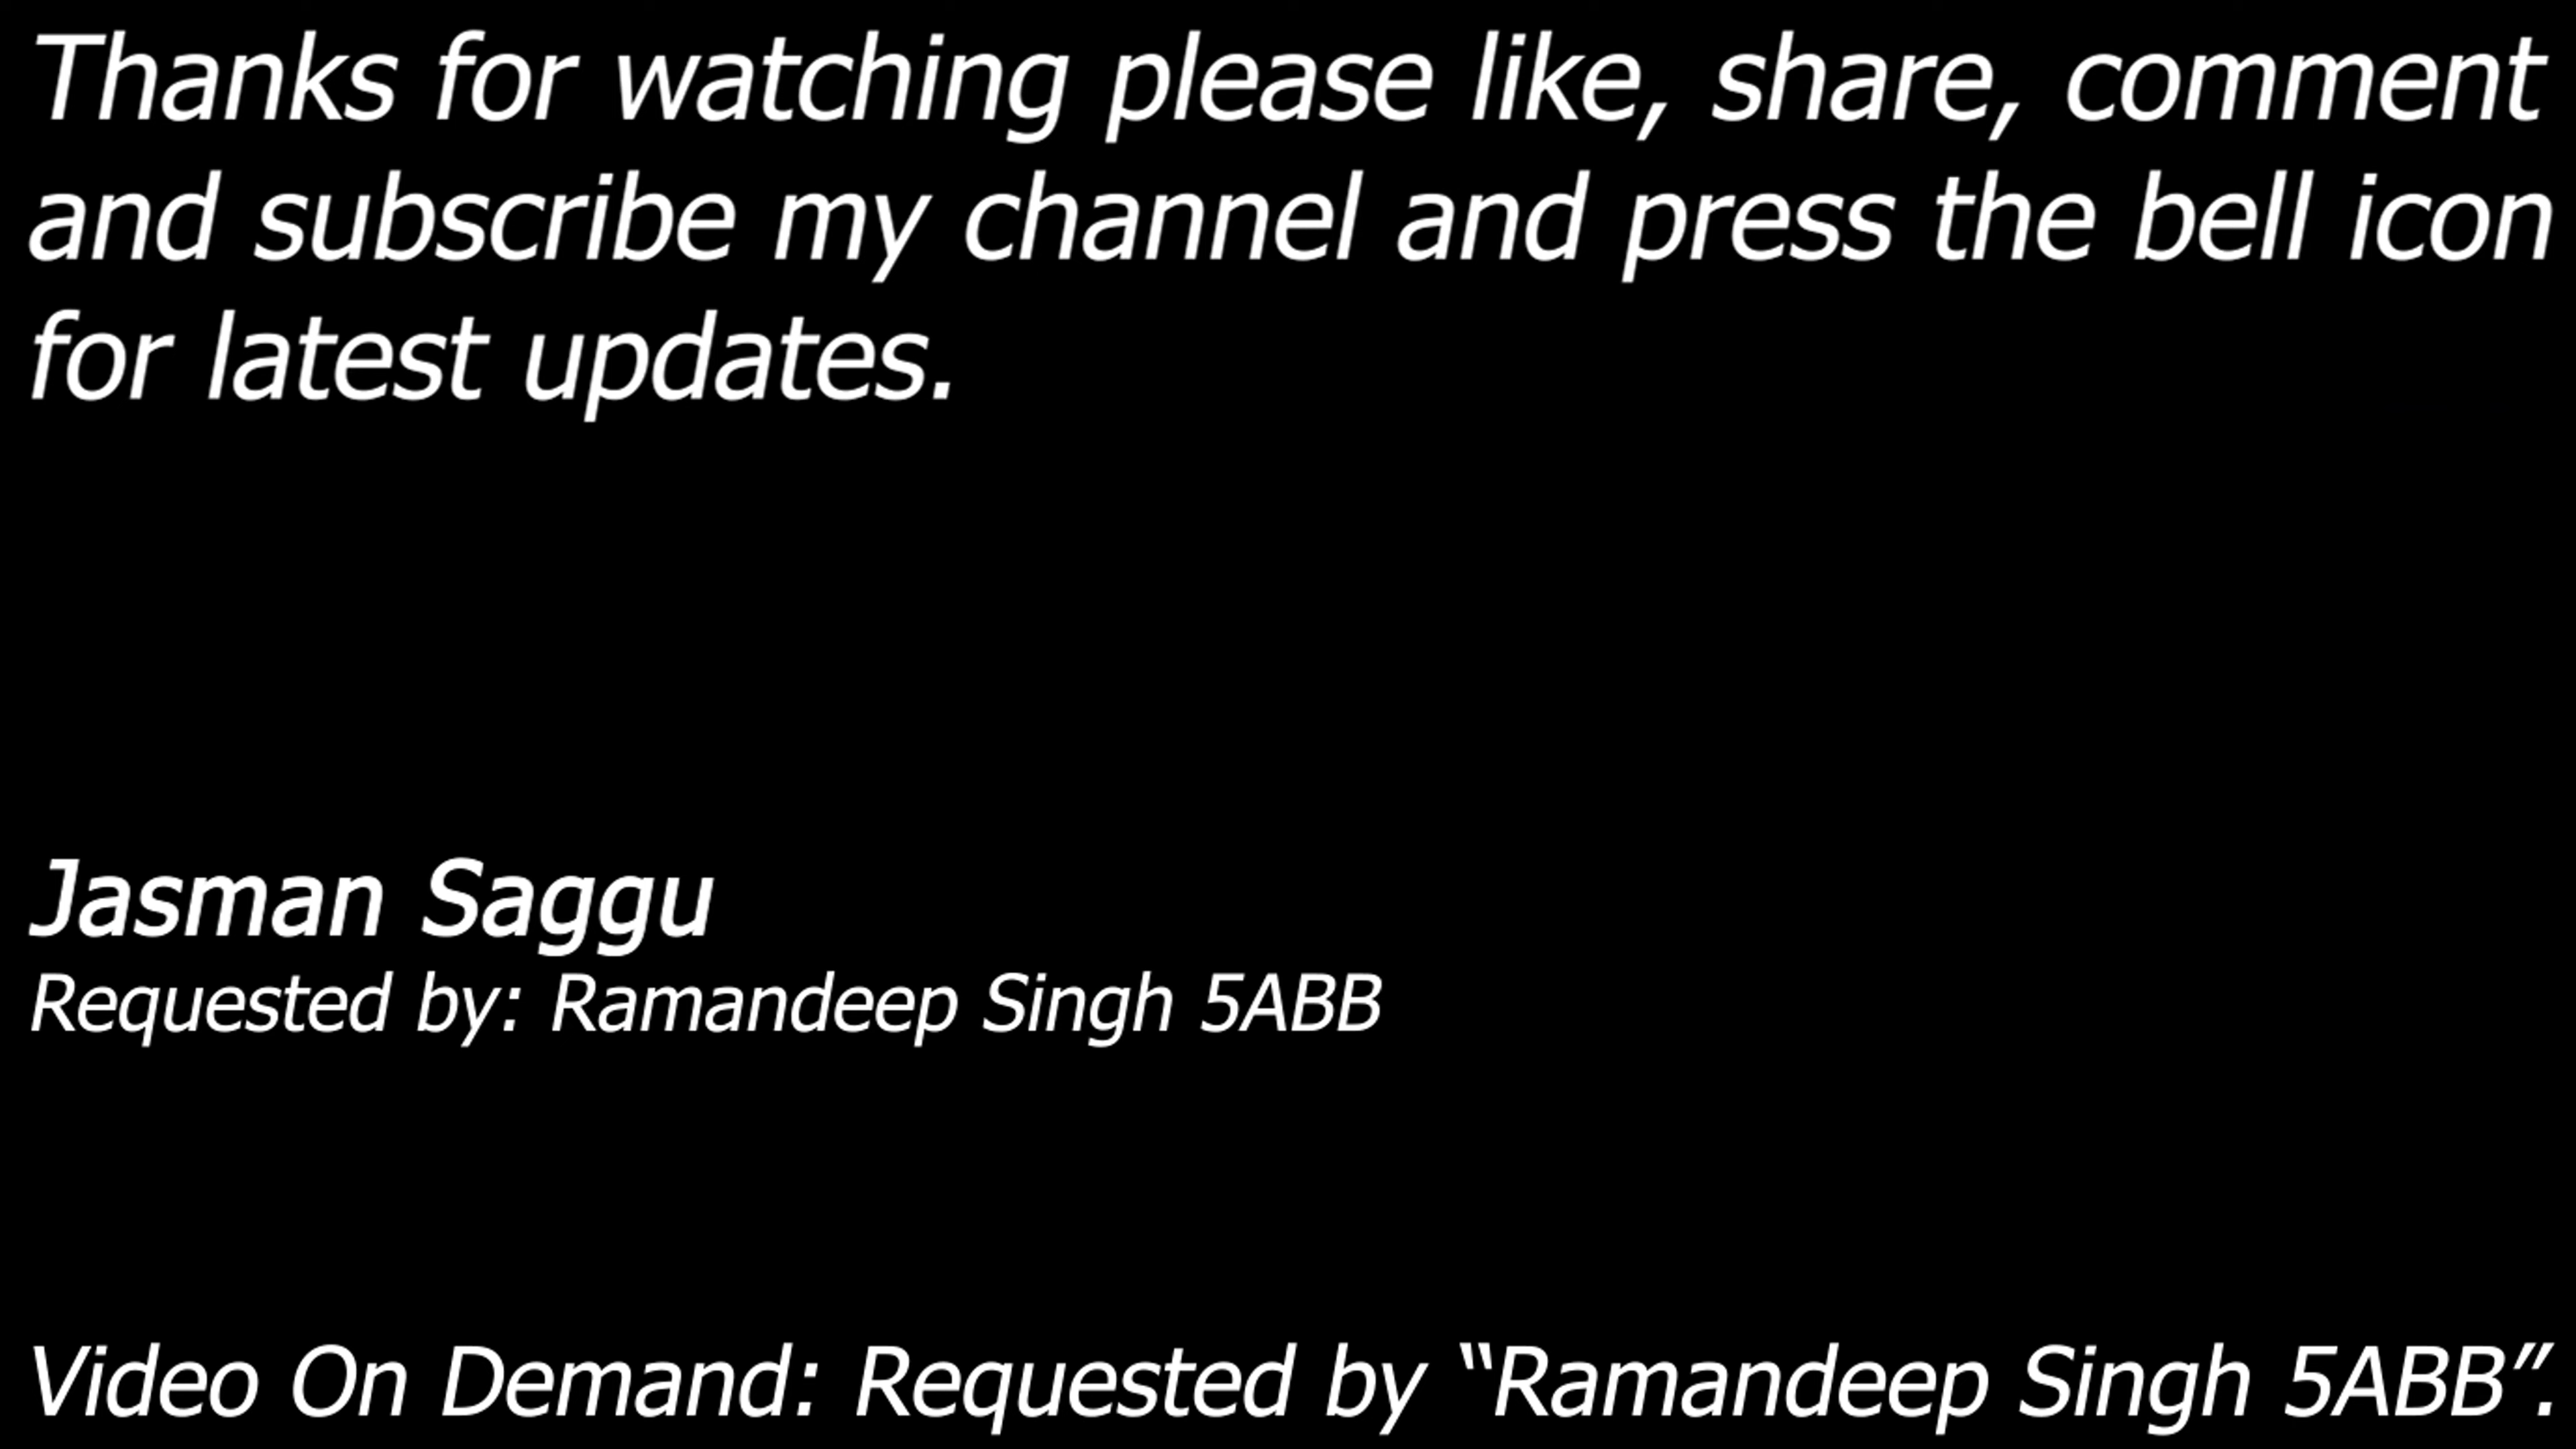 Thanks for watching please like, share, comment
and subscribe my channel and press the bell icon
for latest updates.
Jasman Saggu
Requested by: Ramandeep Singh 5ABB
Video On Demand: Requested by “Ramandeep Singh 5ABB”.